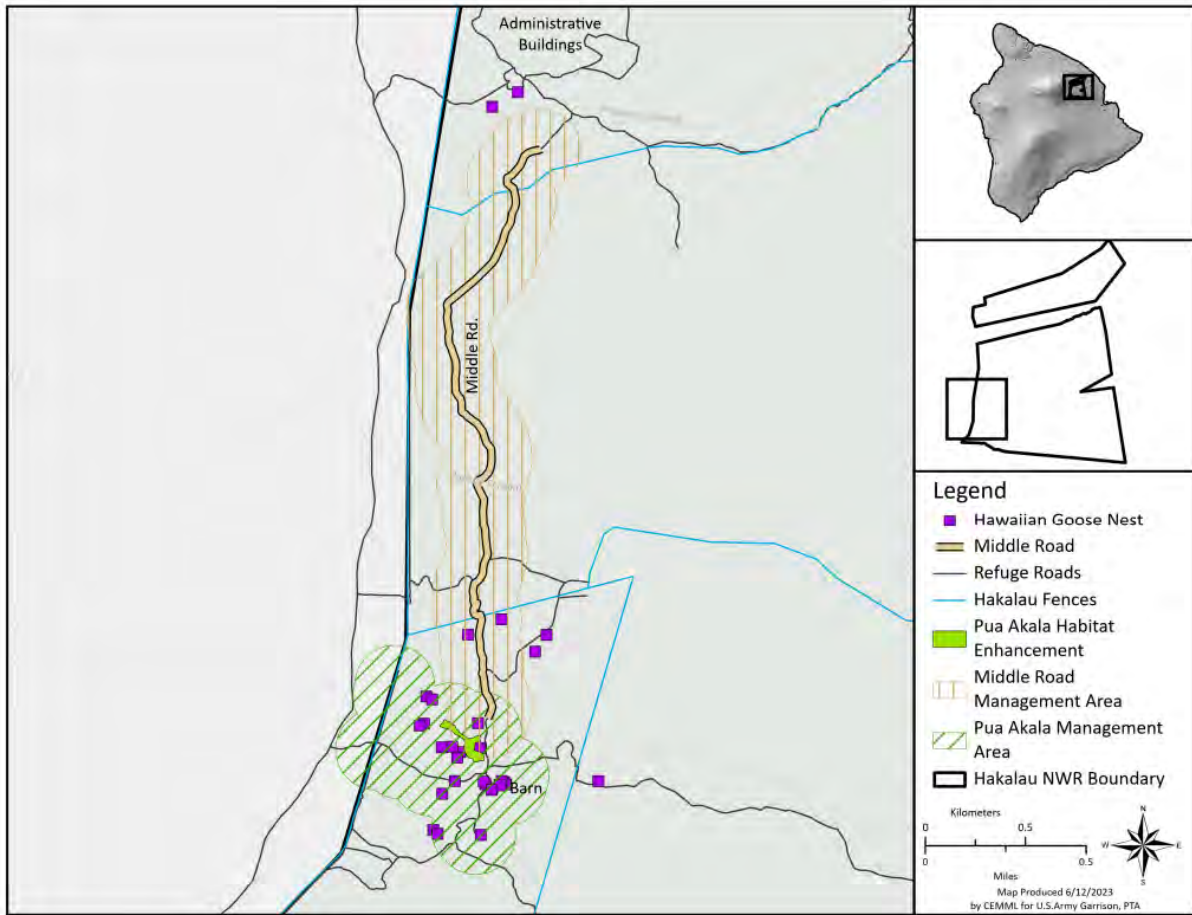 Administrative
Buildings
Middle Rd.
Barn
Legend
Hawaiian Goose Nest
Middle Road
Refuge Roads
Hakalau Fences
Pua Akala Habitat
Enhancement
Middle Road
Management Area
Pua Akala Management
Area
Hakalau NWR Boundary
Kilometers
0 0.5
0 0.5
Miles
N
W E
S
Map Produced 6/12/2023
by CEMML for U.S.Army Garrison, PTA